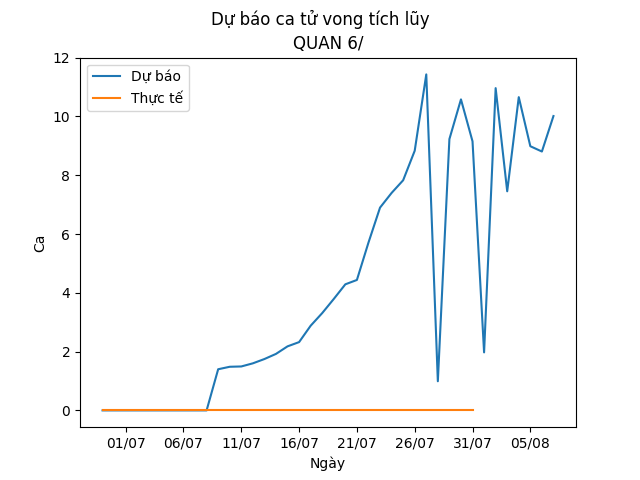 Dự báo ca tử vong tích lũy
QUAN 6/
Dự báo
Thực tế
12
10
8
6
4
2
0
Ca
01/07 06/07 11/07 16/07 21/07 26/07 31/07 05/08
Ngày